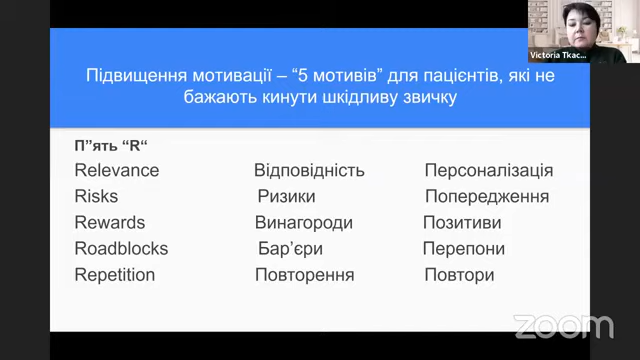 Victoria Tkac...
Підвищення мотивації – “5 мотивів” для пацієнтів, які не
бажають кинути шкідливу звичку
П”ять “R“
Relevance Відповідність Персоналізація
Risks Ризики Попередження
Rewards Винагороди Позитиви
Roadblocks Бар’єри Перепони
Repetition Повторення Повтори
zoom